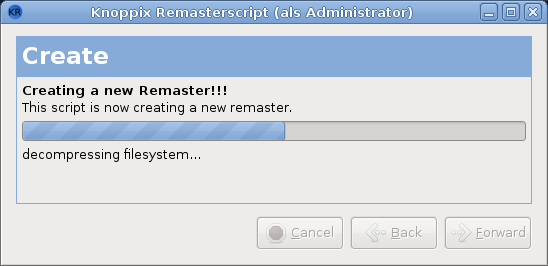 KR Knoppix Remasterscript (als Administrator)
Create
Creating a new Remaster!!!
This script is now creating a new remaster.
decompressing filesystem...
Cancel Back Forward